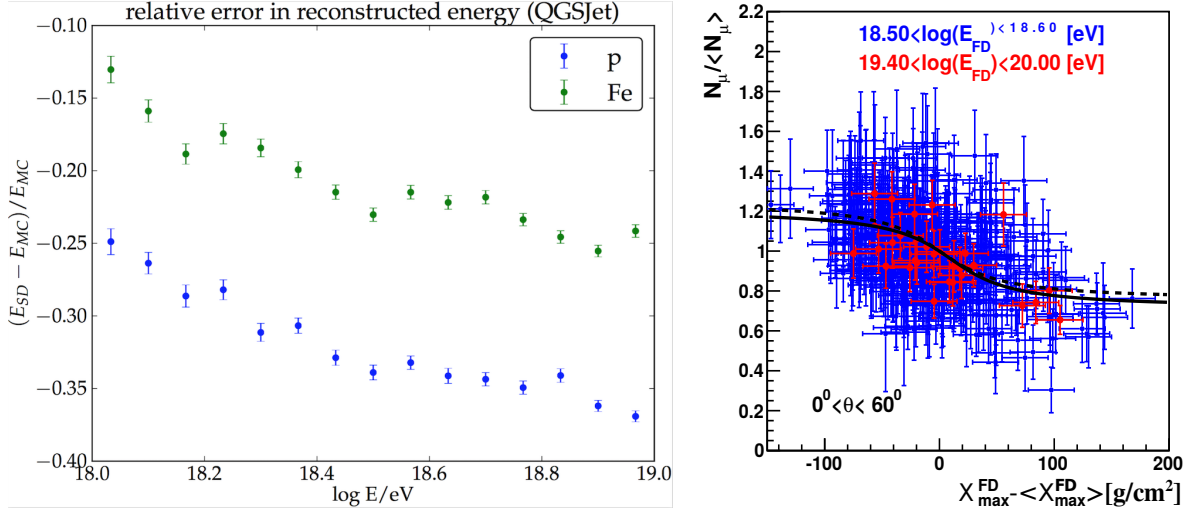 relative error in reconstructed energy (QGSJet)
p
Fe
(E_SD − E_MC)/E_MC
−0.10
−0.15
−0.20
−0.25
−0.30
−0.35
−0.40
18.0 18.2 18.4 18.6 18.8 19.0
log E/eV
18.50<log(E_FD)<18.60 [eV]
19.40<log(E_FD)<20.00 [eV]
N_μ/<N_μ>
2.2
2
1.8
1.6
1.4
1.2
1
0.8
0.6
0.4
0.2
0
0⁰<θ<60⁰
-100 0 100 200
X_max^FD-<X_max^FD>[g/cm²]